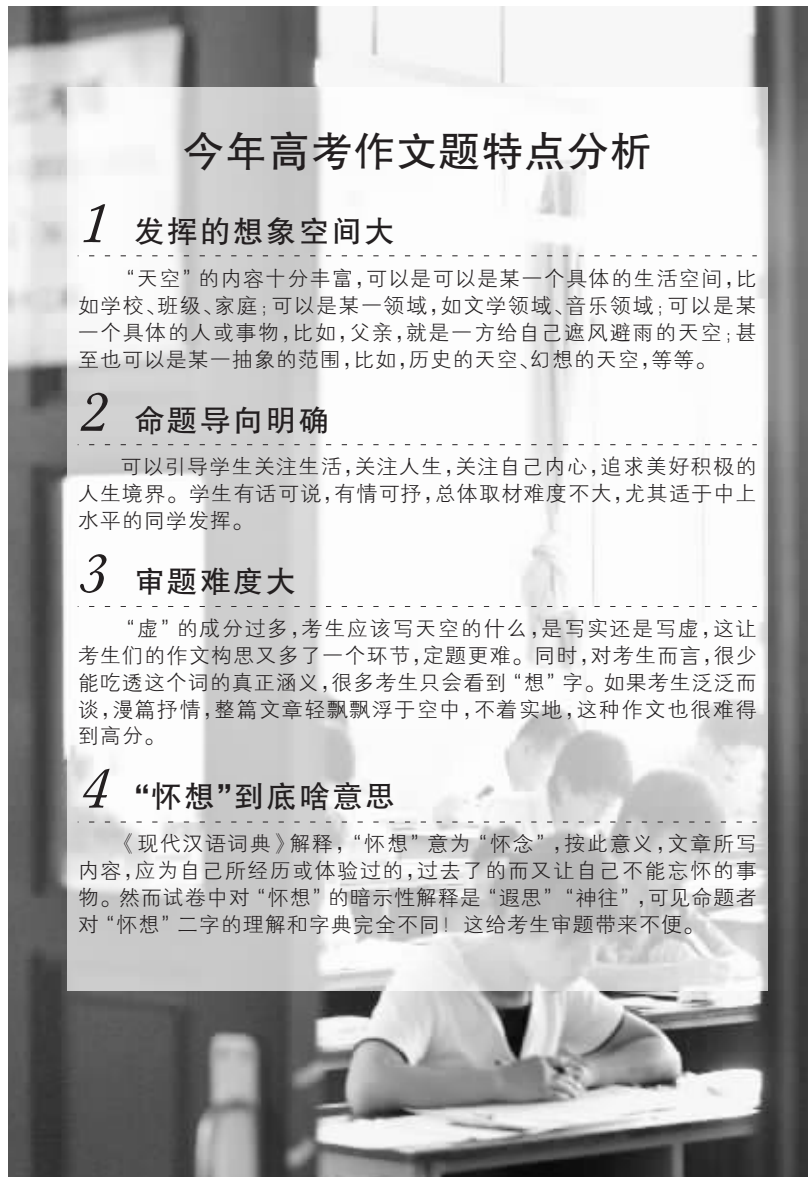 今年高考作文题特点分析
1 发挥的想象空间大
“天空”的内容十分丰富,可以是可以是某一个具体的生活空间,比
如学校、班级、家庭;可以是某一领域,如文学领域、音乐领域;可以是某
一个具体的人或事物,比如,父亲,就是一方给自己遮风避雨的天空;甚
至也可以是某一抽象的范围,比如,历史的天空、幻想的天空,等等。
2 命题导向明确
可以引导学生关注生活,关注人生,关注自己内心,追求美好积极的
人生境界。学生有话可说,有情可抒,总体取材难度不大,尤其适于中上
水平的同学发挥。
3 审题难度大
“虚”的成分过多,考生应该写天空的什么,是写实还是写虚,这让
考生们的作文构思又多了一个环节,定题更难。同时,对考生而言,很少
能吃透这个词的真正涵义,很多考生只会看到“想”字。如果考生泛泛而
谈,漫篇抒情,整篇文章轻飘飘浮于空中,不着实地,这种作文也很难得
到高分。
4 “怀想”到底啥意思
《现代汉语词典》解释,“怀想”意为“怀念”,按此意义,文章所写
内容,应为自己所经历或体验过的,过去了的而又让自己不能忘怀的事
物。然而试卷中对“怀想”的暗示性解释是“遐思”“神往”,可见命题者
对“怀想”二字的理解和字典完全不同!这给考生审题带来不便。